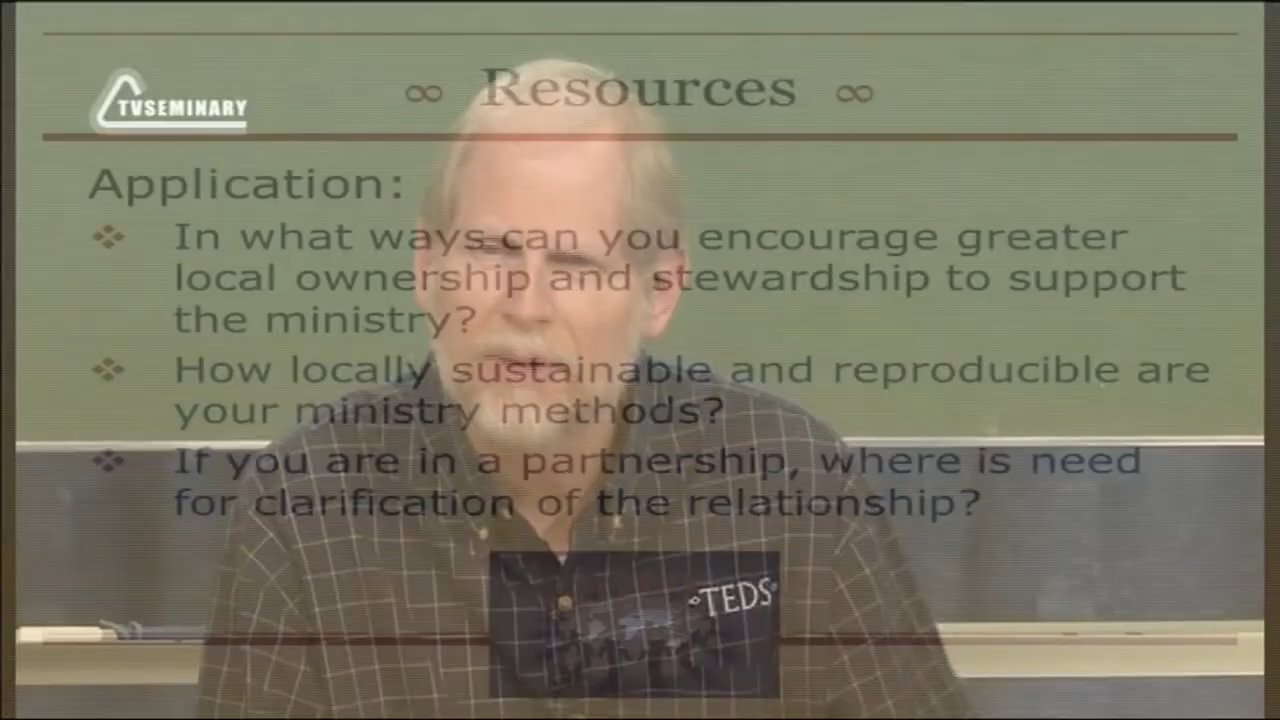 TVSEMINARY
∞ Resources ∞
Application:
❖ In what ways can you encourage greater
local ownership and stewardship to support
the ministry?
❖ How locally sustainable and reproducible are
your ministry methods?
❖ If you are in a partnership, where is need
for clarification of the relationship?
TEDS